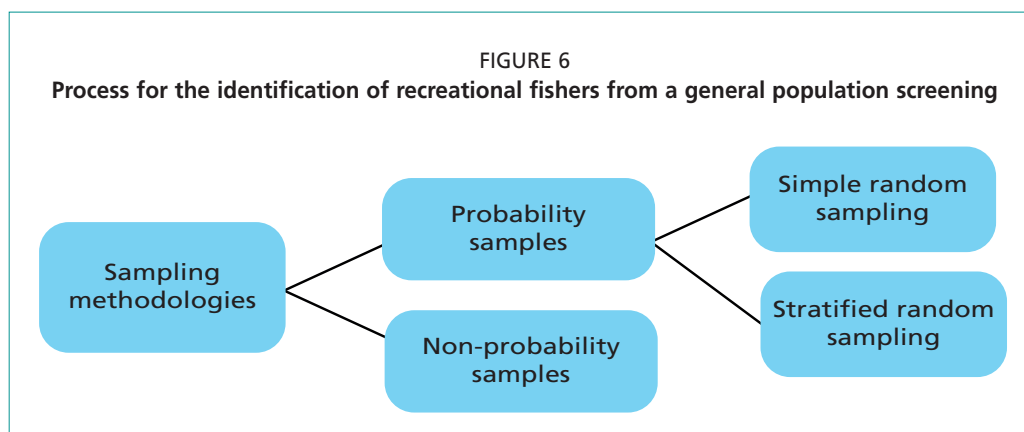 FIGURE 6
Process for the identification of recreational fishers from a general population screening
Sampling
methodologies
Probability
samples
Non-probability
samples
Simple random
sampling
Stratified random
sampling